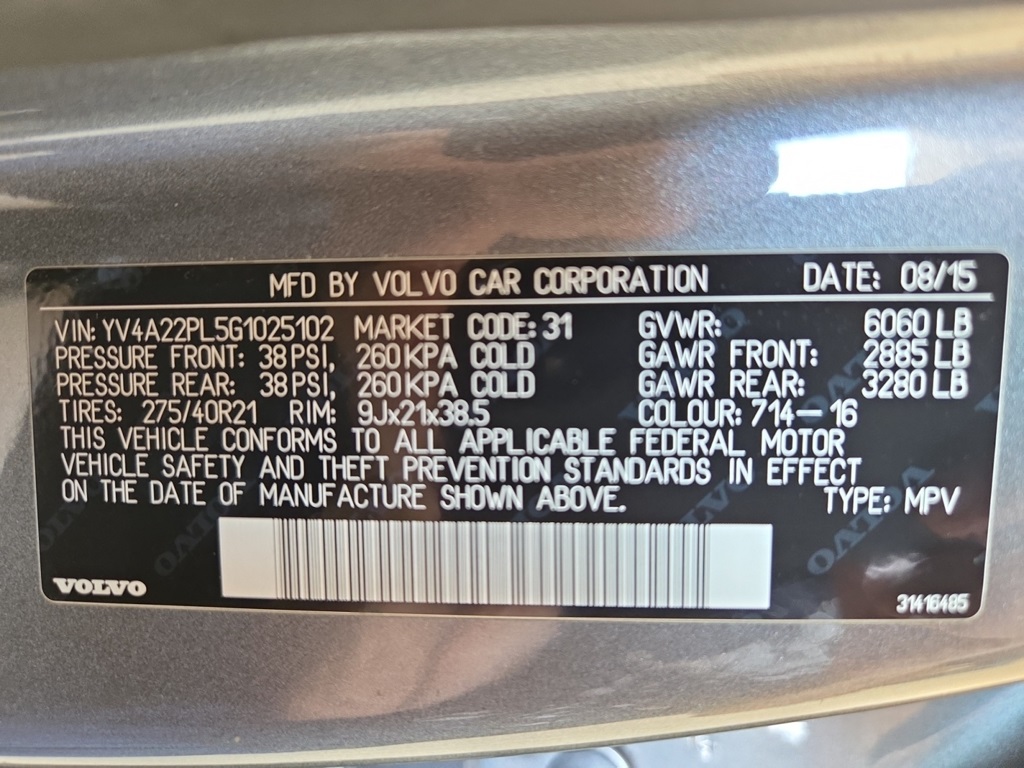 MFD BY VOLVO CAR CORPORATION DATE: 08/15
VIN: YV4A22PL5G1025102 MARKET CODE: 31 GVWR: 6060 LB
PRESSURE FRONT: 38 PSI, 260 KPA COLD GAWR FRONT: 2885 LB
PRESSURE REAR: 38 PSI, 260 KPA COLD GAWR REAR: 3280 LB
TIRES: 275/40R21 RIM: 9Jx21x38.5 COLOUR: 714-16
THIS VEHICLE CONFORMS TO ALL APPLICABLE FEDERAL MOTOR
VEHICLE SAFETY AND THEFT PREVENTION STANDARDS IN EFFECT
ON THE DATE OF MANUFACTURE SHOWN ABOVE. TYPE: MPV
VOLVO 31416485